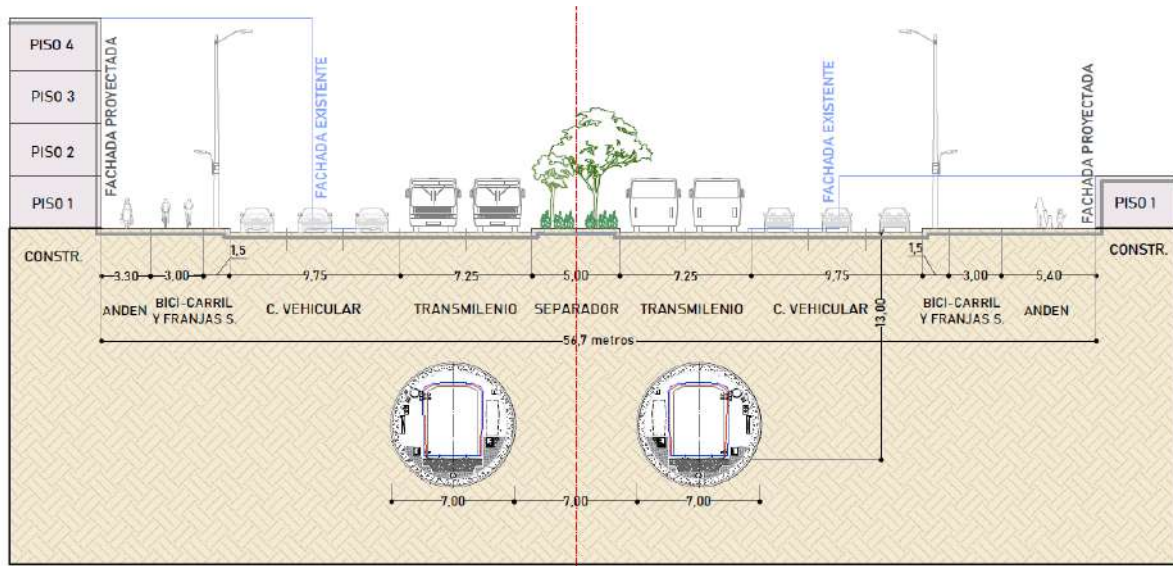 PISO 4
PISO 3
PISO 2
PISO 1
FACHADA PROYECTADA
FACHADA EXISTENTE
FACHADA EXISTENTE
FACHADA PROYECTADA
PISO 1
CONSTR.
CONSTR.
3.30
3,00
1,5
9,75
7,25
5,00
7,25
9,75
1,5
3,00
5,40
ANDEN
BICI-CARRIL
Y FRANJAS S.
C. VEHICULAR
TRANSMILENIO
SEPARADOR
TRANSMILENIO
C. VEHICULAR
BICI-CARRIL
Y FRANJAS S.
ANDEN
13,00
56,7 metros
7,00
7,00
7,00